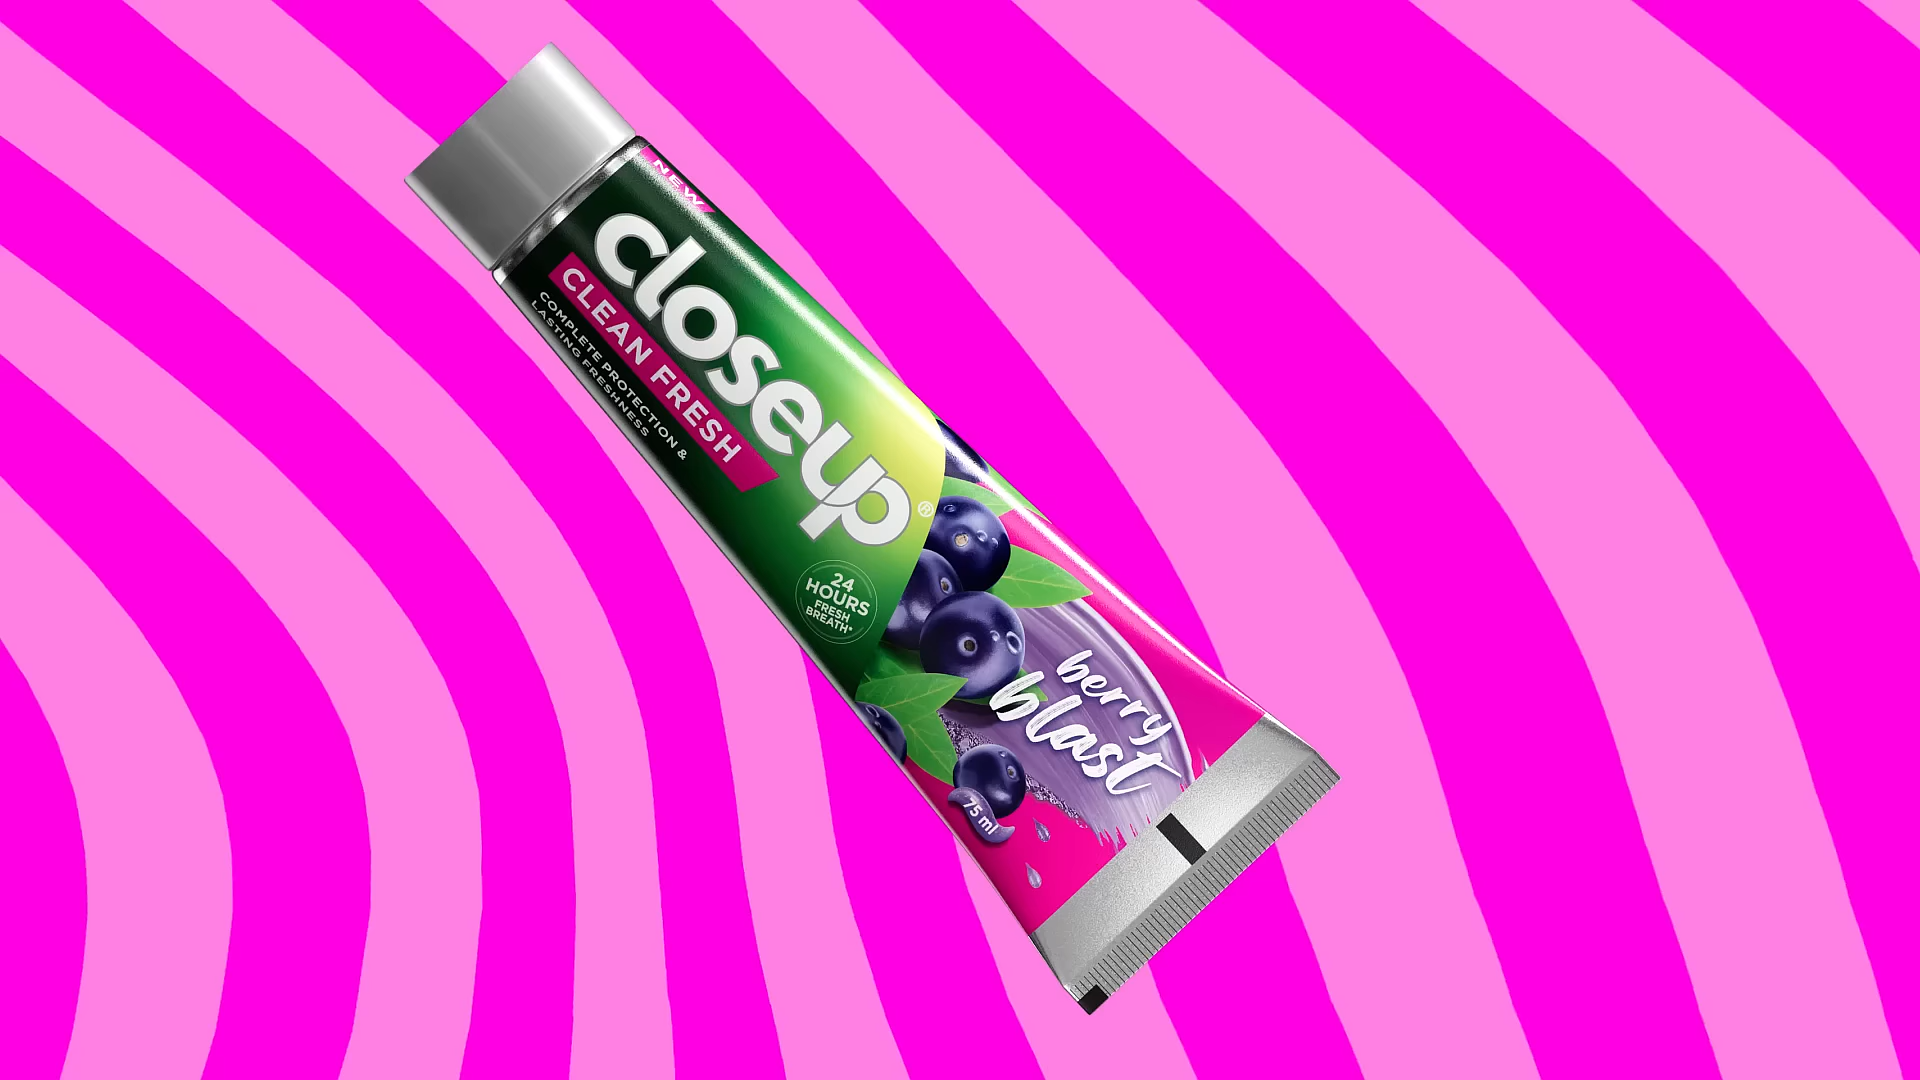 NEW
closeup®
CLEAN FRESH
COMPLETE PROTECTION &
LASTING FRESHNESS
24
HOURS
FRESH
BREATH*
berry
blast
75 ml